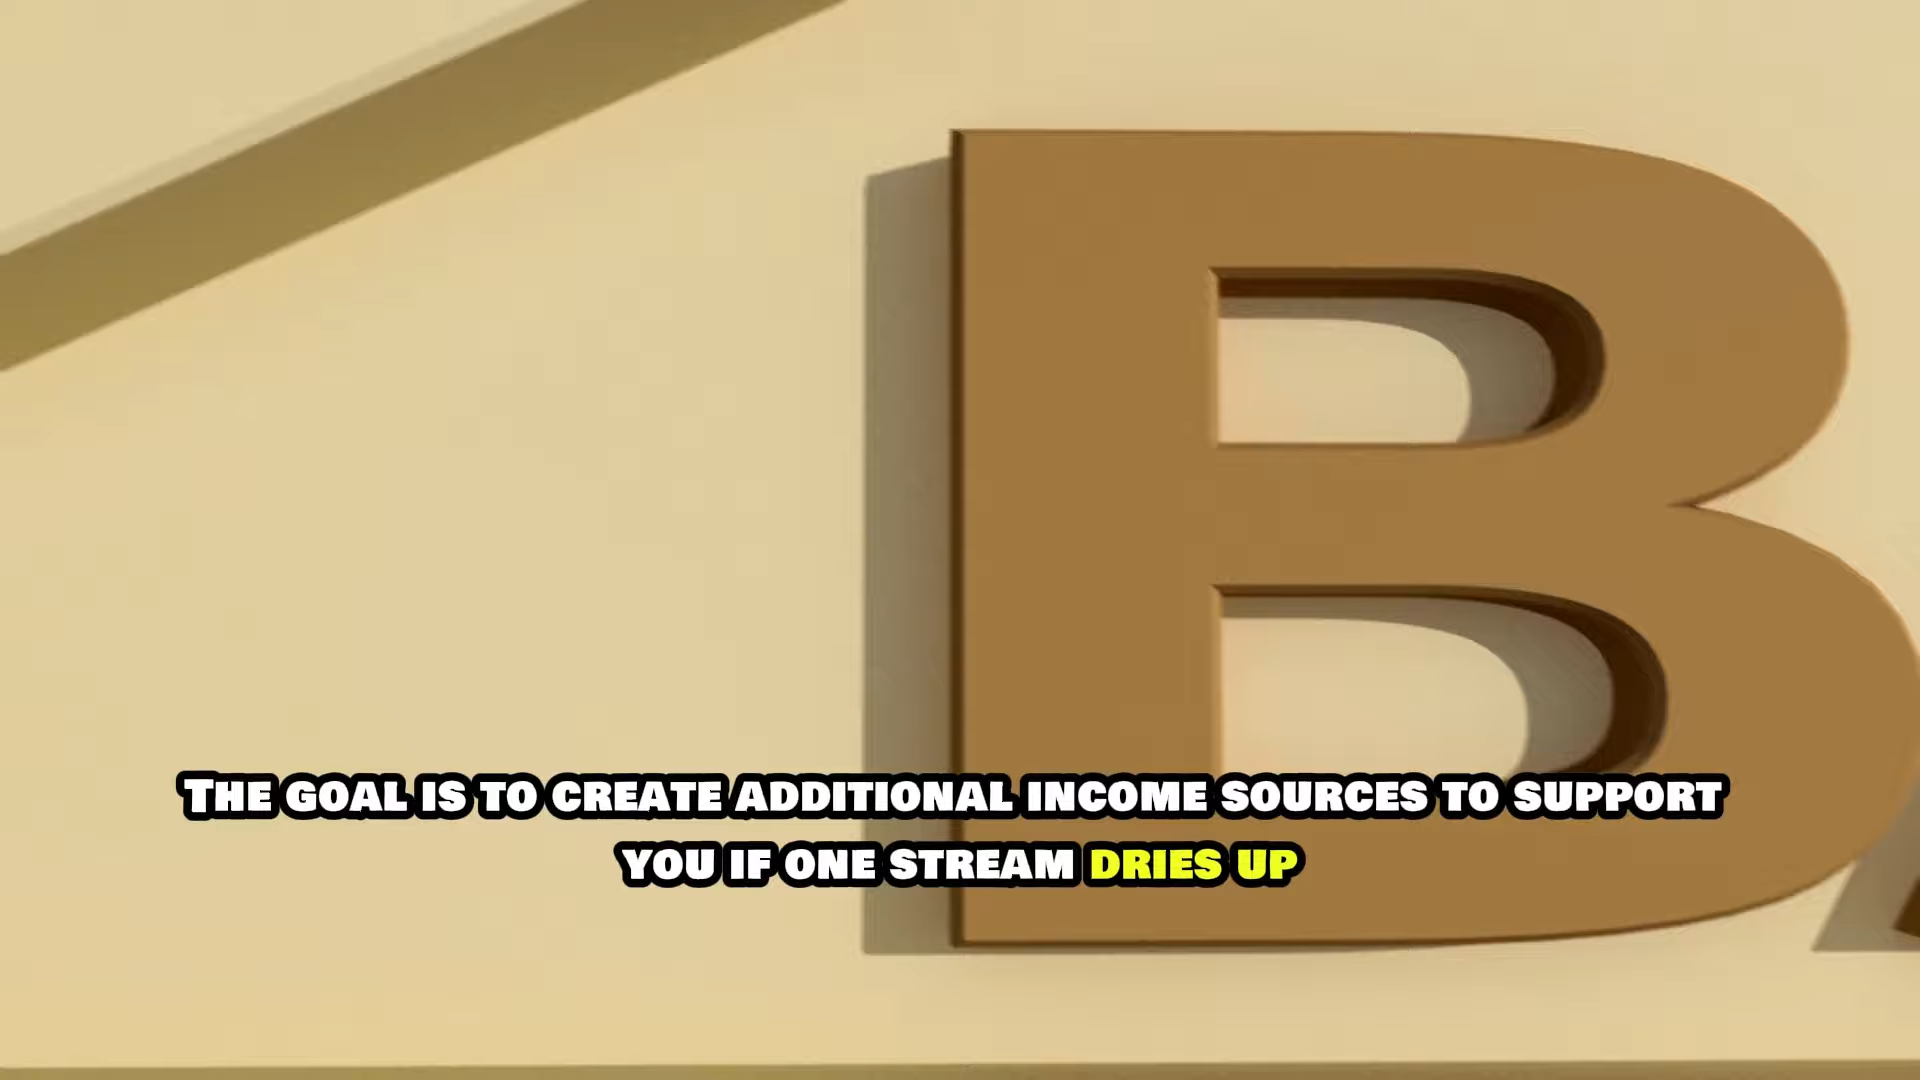 B
The goal is to create additional income sources to support
you if one stream dries up